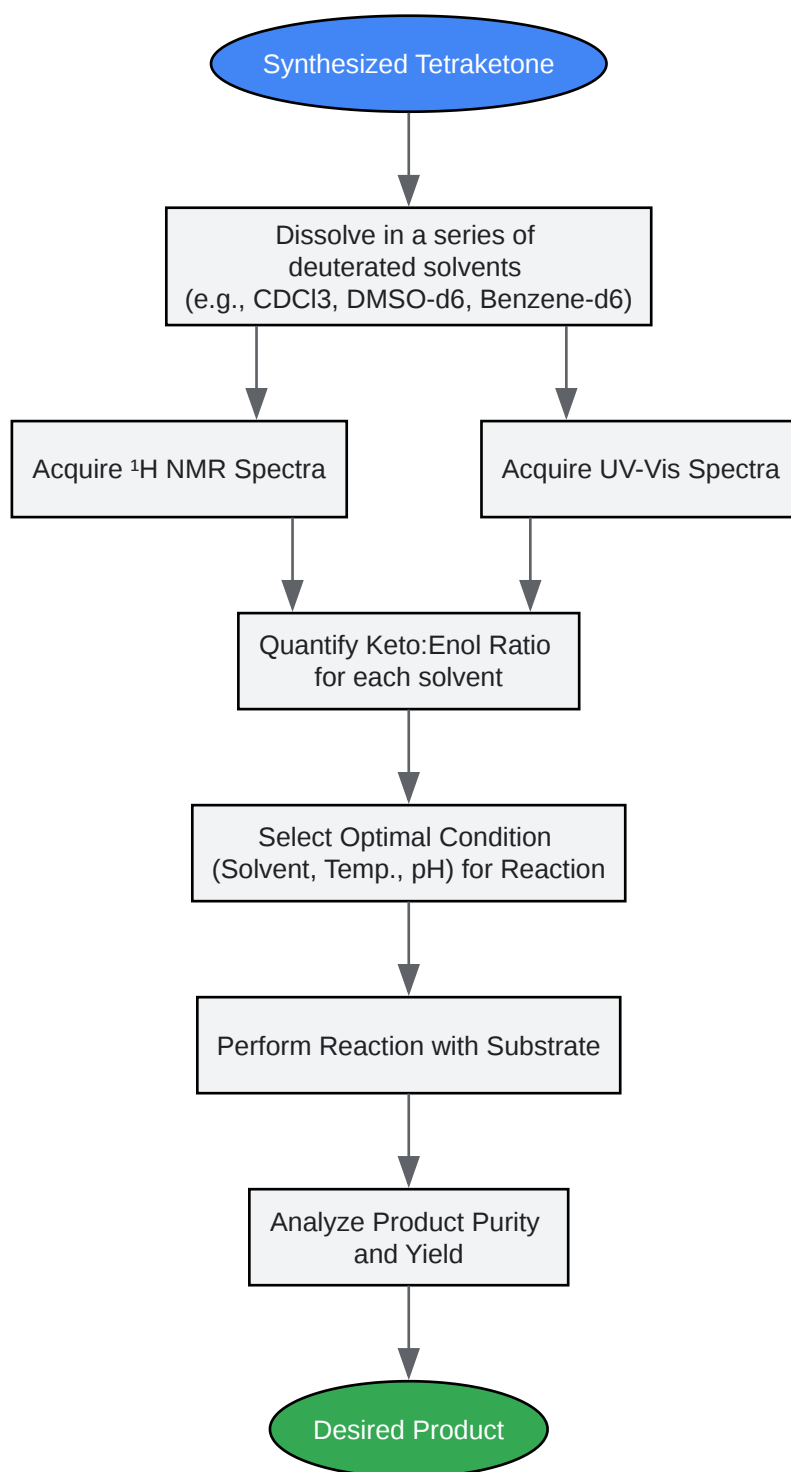 Synthesized Tetraketone
Dissolve in a series of
deuterated solvents
(e.g., CDCl3, DMSO-d6, Benzene-d6)
Acquire ¹H NMR Spectra
Acquire UV-Vis Spectra
Quantify Keto:Enol Ratio
for each solvent
Select Optimal Condition
(Solvent, Temp., pH) for Reaction
Perform Reaction with Substrate
Analyze Product Purity
and Yield
Desired Product